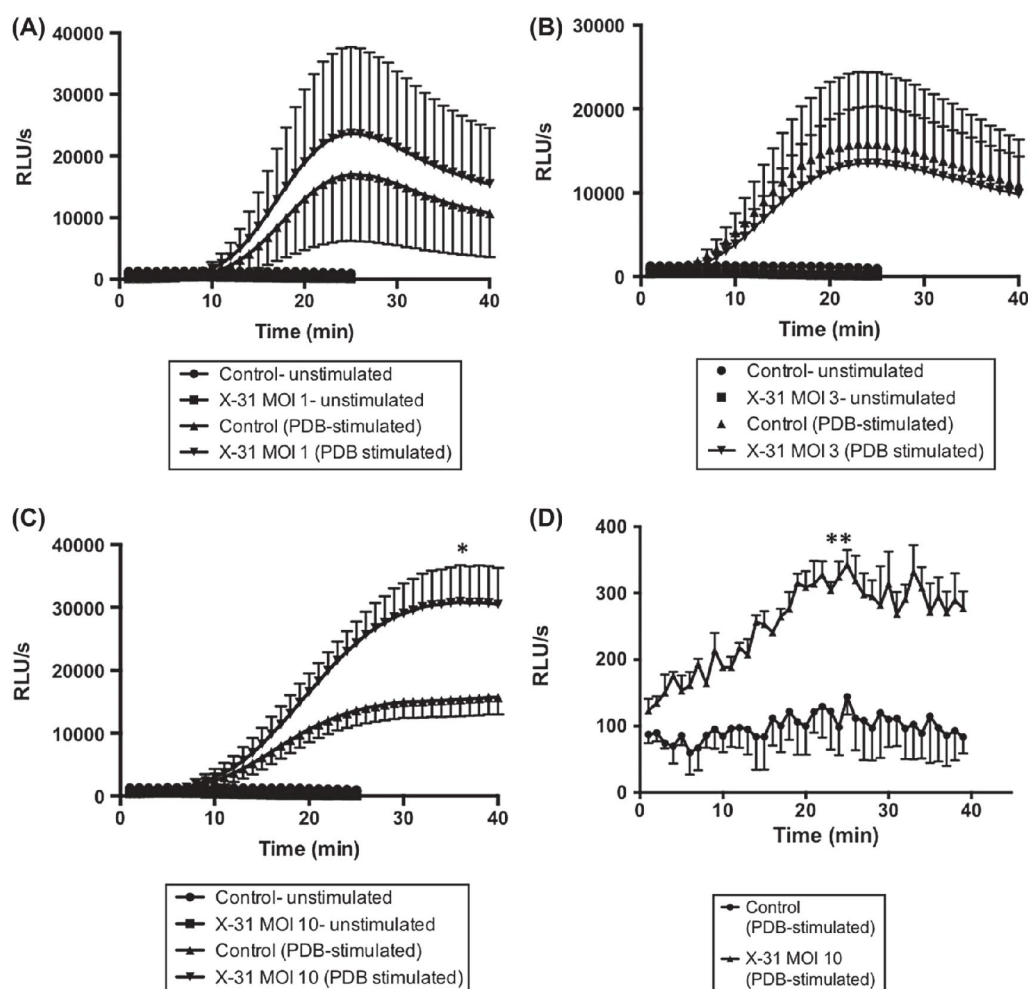 (A)
40000
30000
20000
10000
0
RLU/s
0 10 20 30 40
Time (min)
Control- unstimulated
X-31 MOI 1- unstimulated
Control (PDB-stimulated)
X-31 MOI 1 (PDB stimulated)
(B)
30000
20000
10000
0
RLU/s
0 10 20 30 40
Time (min)
Control- unstimulated
X-31 MOI 3- unstimulated
Control (PDB-stimulated)
X-31 MOI 3 (PDB stimulated)
(C)
40000
30000
20000
10000
0
RLU/s
*
0 10 20 30 40
Time (min)
Control- unstimulated
X-31 MOI 10- unstimulated
Control (PDB-stimulated)
X-31 MOI 10 (PDB stimulated)
(D)
400
300
200
100
0
RLU/s
**
0 10 20 30 40
Time (min)
Control
(PDB-stimulated)
X-31 MOI 10
(PDB-stimulated)